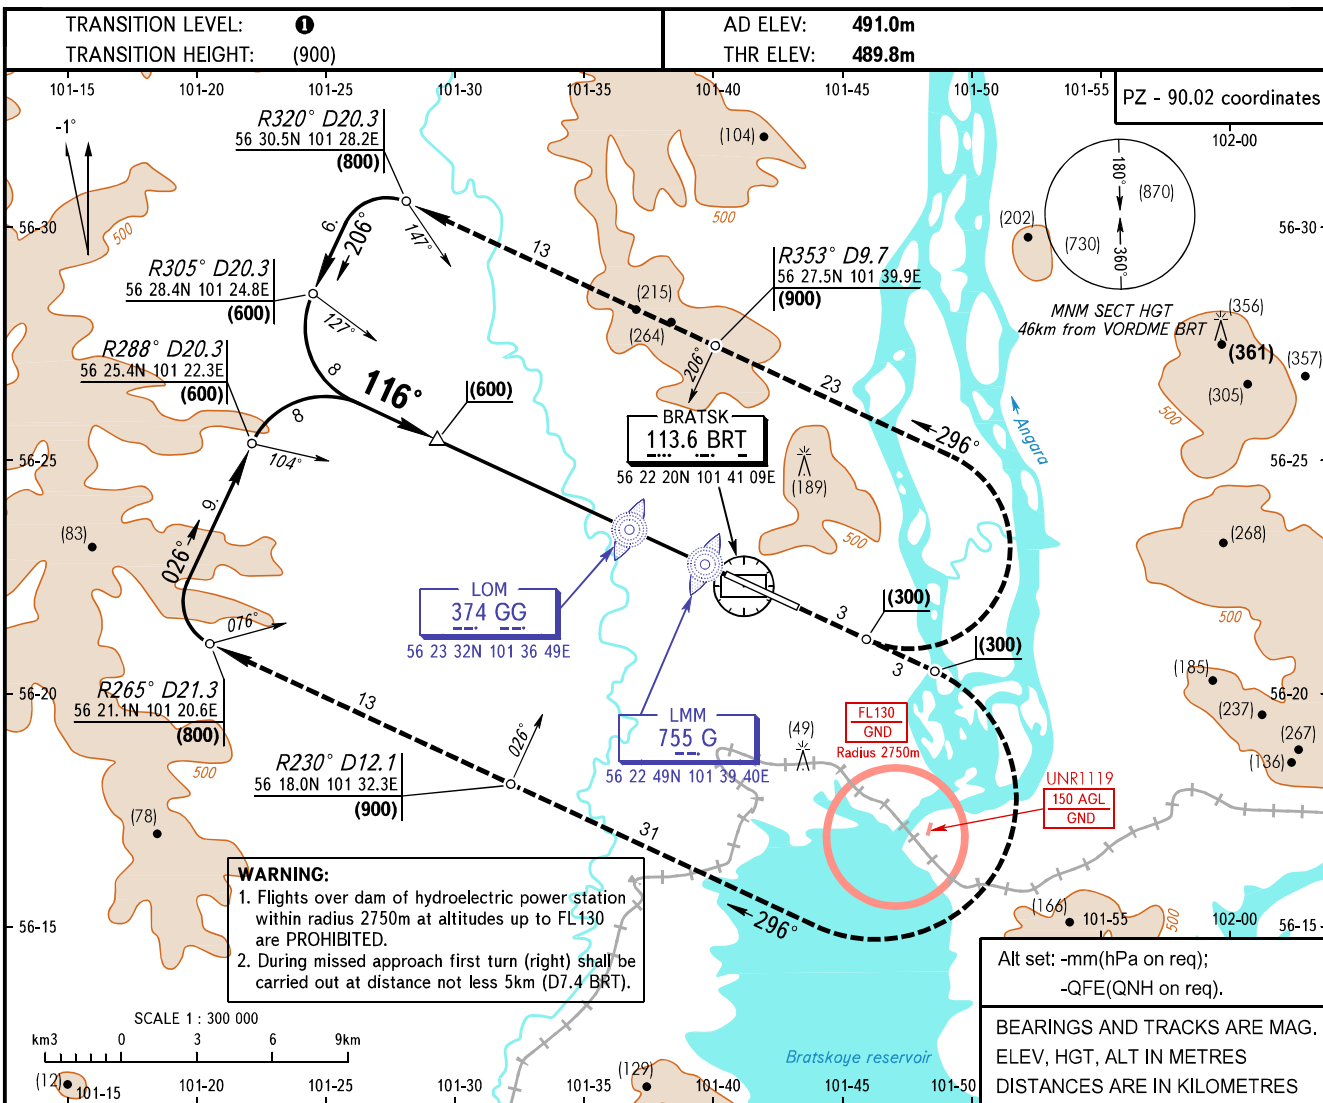 TRANSITION LEVEL: ❶
TRANSITION HEIGHT: (900)
AD ELEV: 491.0m
THR ELEV: 489.8m
101-15 101-20 101-25 101-30 101-35 101-40 101-45 101-50 101-55
PZ - 90.02 coordinates
102-00
-1°
R320° D20.3
56 30.5N 101 28.2E
(800)
(104)
500
500
180°
360°
(870)
(730)
(202)
MNM SECT HGT
46km from VORDME BRT
56-30
56-30
6.
206°
147°
13
R353° D9.7
56 27.5N 101 39.9E
(900)
R305° D20.3
56 28.4N 101 24.8E
(600)
127°
(215)
(264)
206°
(356)
(361)
(357)
(305)
500
R288° D20.3
56 25.4N 101 22.3E
(600)
8
8
116°
(600)
23
296°
Angara
BRATSK
113.6 BRT
56 22 20N 101 41 09E
56-25
56-25
104°
(189)
500
(83)
9.
026°
(268)
500
LOM
374 GG
56 23 32N 101 36 49E
076°
3
(300)
3
(300)
R265° D21.3
56 21.1N 101 20.6E
(800)
56-20
56-20
(185)
(237)
(267)
(136)
13
LMM
755 G
56 22 49N 101 39 40E
(49)
FL130
GND
Radius 2750m
026°
500
R230° D12.1
56 18.0N 101 32.3E
(900)
UNR1119
150 AGL
GND
(78)
31
WARNING:
1. Flights over dam of hydroelectric power station
within radius 2750m at altitudes up to FL130
are PROHIBITED.
2. During missed approach first turn (right) shall be
carried out at distance not less 5km (D7.4 BRT).
296°
(166)
101-55
500
102-00
56-15
56-15
Alt set: -mm(hPa on req);
-QFE(QNH on req).
BEARINGS AND TRACKS ARE MAG.
ELEV, HGT, ALT IN METRES
DISTANCES ARE IN KILOMETRES
SCALE 1 : 300 000
km3 0 3 6 9km
Bratskoye reservoir
(12)
(129)
101-15 101-20 101-25 101-30 101-35 101-40 101-45 101-50